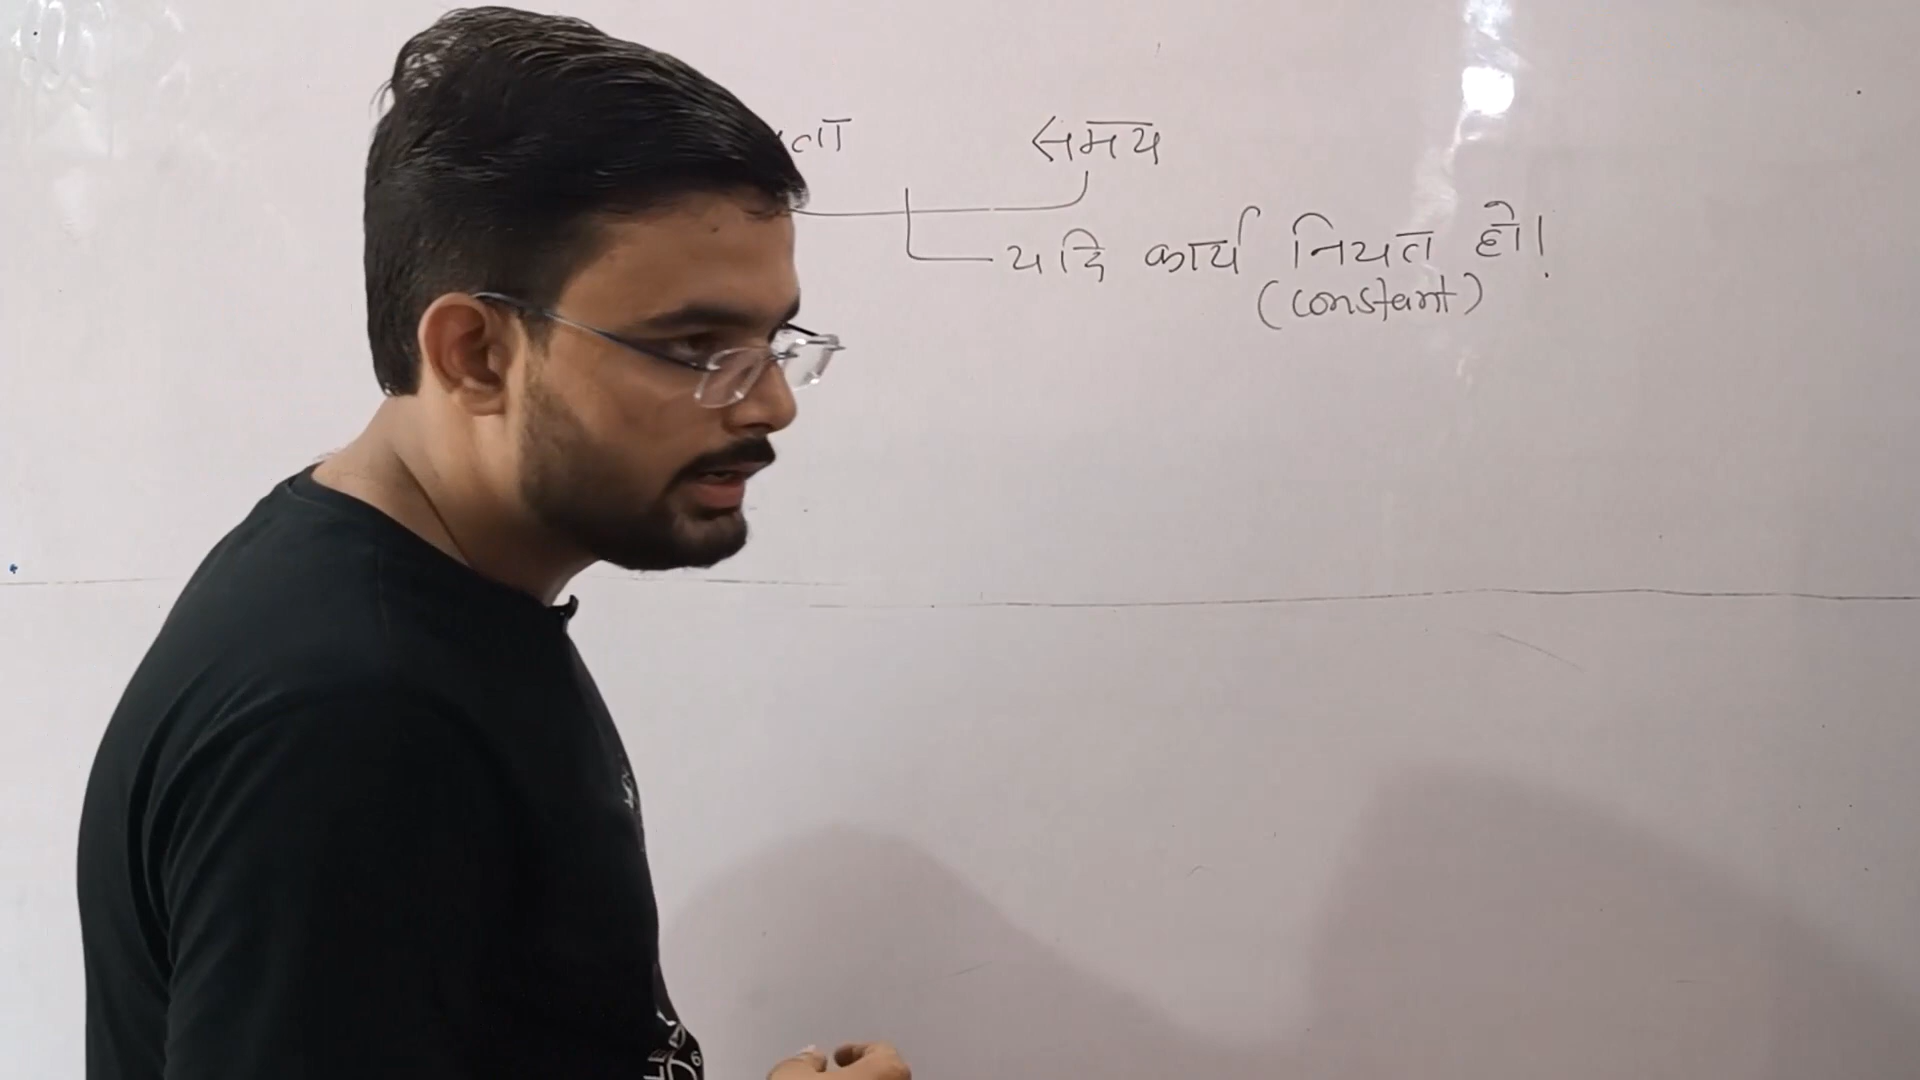 समय
यदि कार्य नियत हो!
(constant)